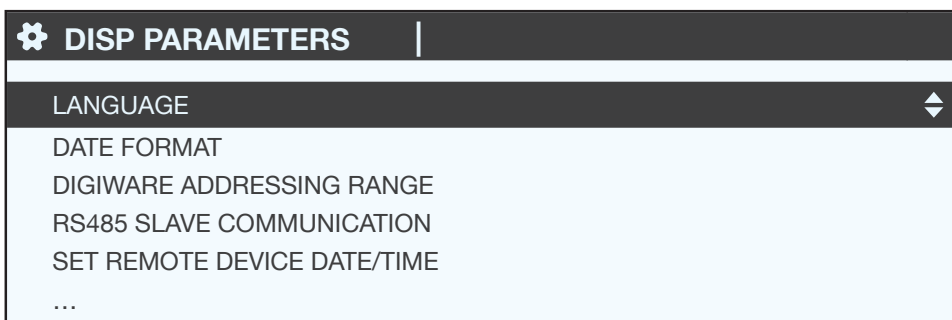 DISP PARAMETERS
LANGUAGE
DATE FORMAT
DIGIWARE ADDRESSING RANGE
RS485 SLAVE COMMUNICATION
SET REMOTE DEVICE DATE/TIME
…